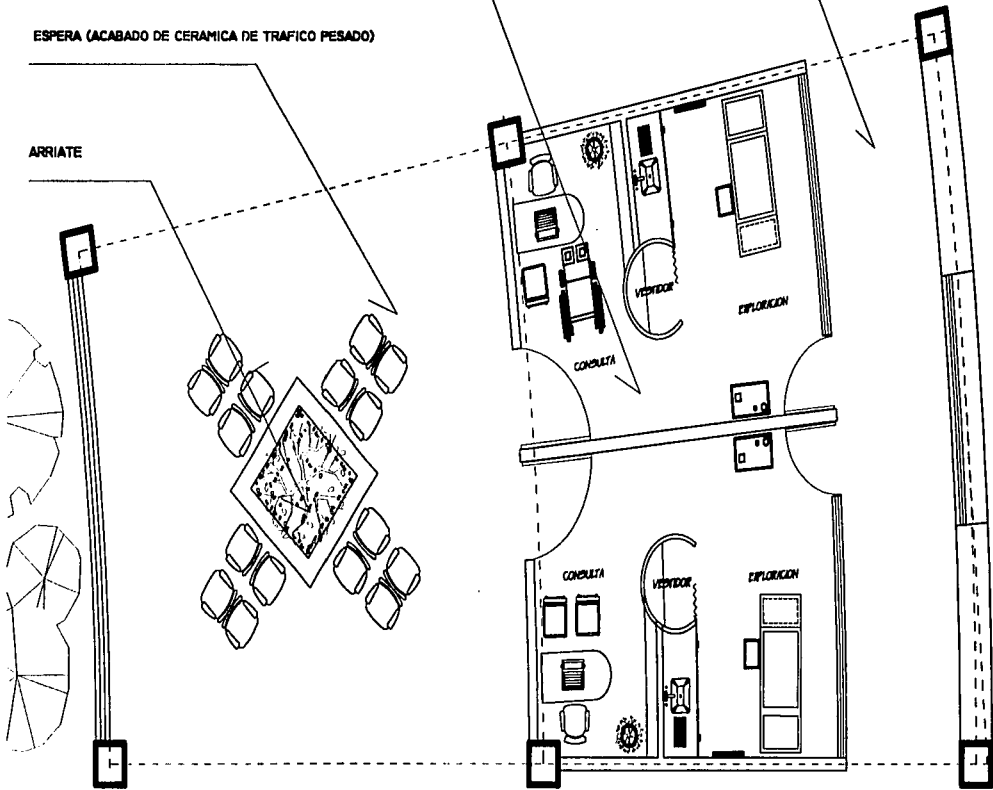 ESPERA (ACABADO DE CERAMICA DE TRAFICO PESADO)
ARRIATE
VESTIDOR
EXPLORACION
CONSULTA
CONSULTA
VESTIDOR
EXPLORACION